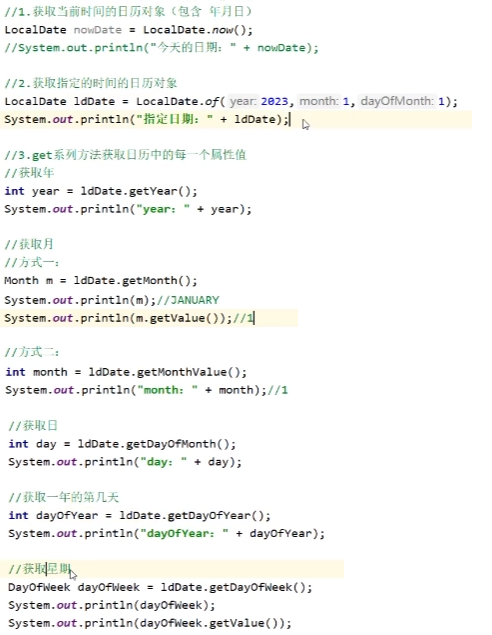 //1.获取当前时间的日历对象（包含 年月日）
LocalDate nowDate = LocalDate.now();
//System.out.println("今天的日期：" + nowDate);
//2.获取指定的时间的日历对象
LocalDate ldDate = LocalDate.of( year: 2023, month: 1, dayOfMonth: 1);
System.out.println("指定日期：" + ldDate);
//3.get系列方法获取日历中的每一个属性值
//获取年
int year = ldDate.getYear();
System.out.println("year: " + year);
//获取月
//方式一:
Month m = ldDate.getMonth();
System.out.println(m);//JANUARY
System.out.println(m.getValue());//1
//方式二:
int month = ldDate.getMonthValue();
System.out.println("month: " + month);//1
//获取日
int day = ldDate.getDayOfMonth();
System.out.println("day: " + day);
//获取一年的第几天
int dayOfYear = ldDate.getDayOfYear();
System.out.println("dayOfYear: " + dayOfYear);
//获取星期
DayOfWeek dayOfWeek = ldDate.getDayOfWeek();
System.out.println(dayOfWeek);
System.out.println(dayOfWeek.getValue());